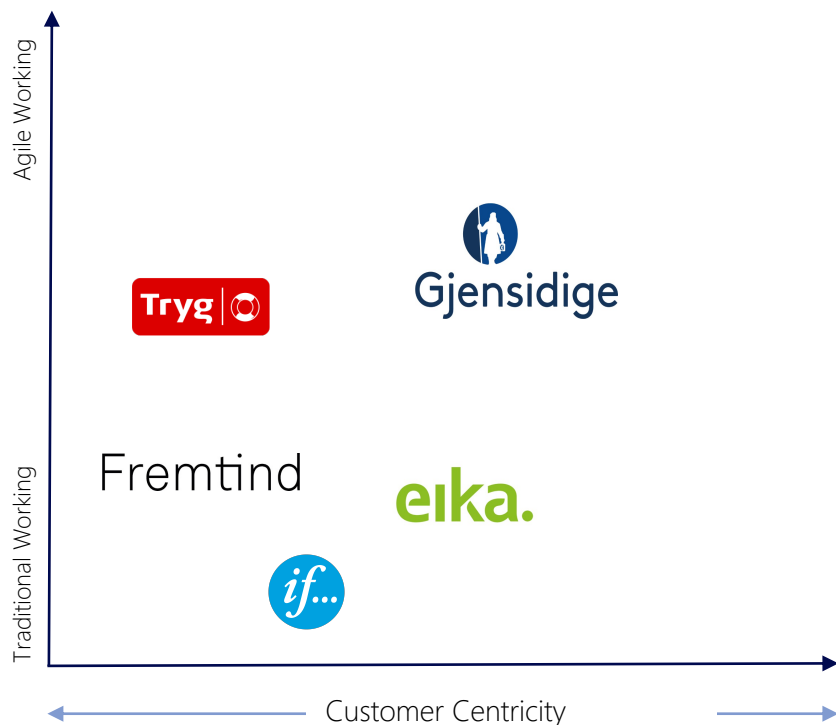 Agile Working
Gjensidige
Tryg
Fremtind
eika.
if...
Traditional Working
Customer Centricity